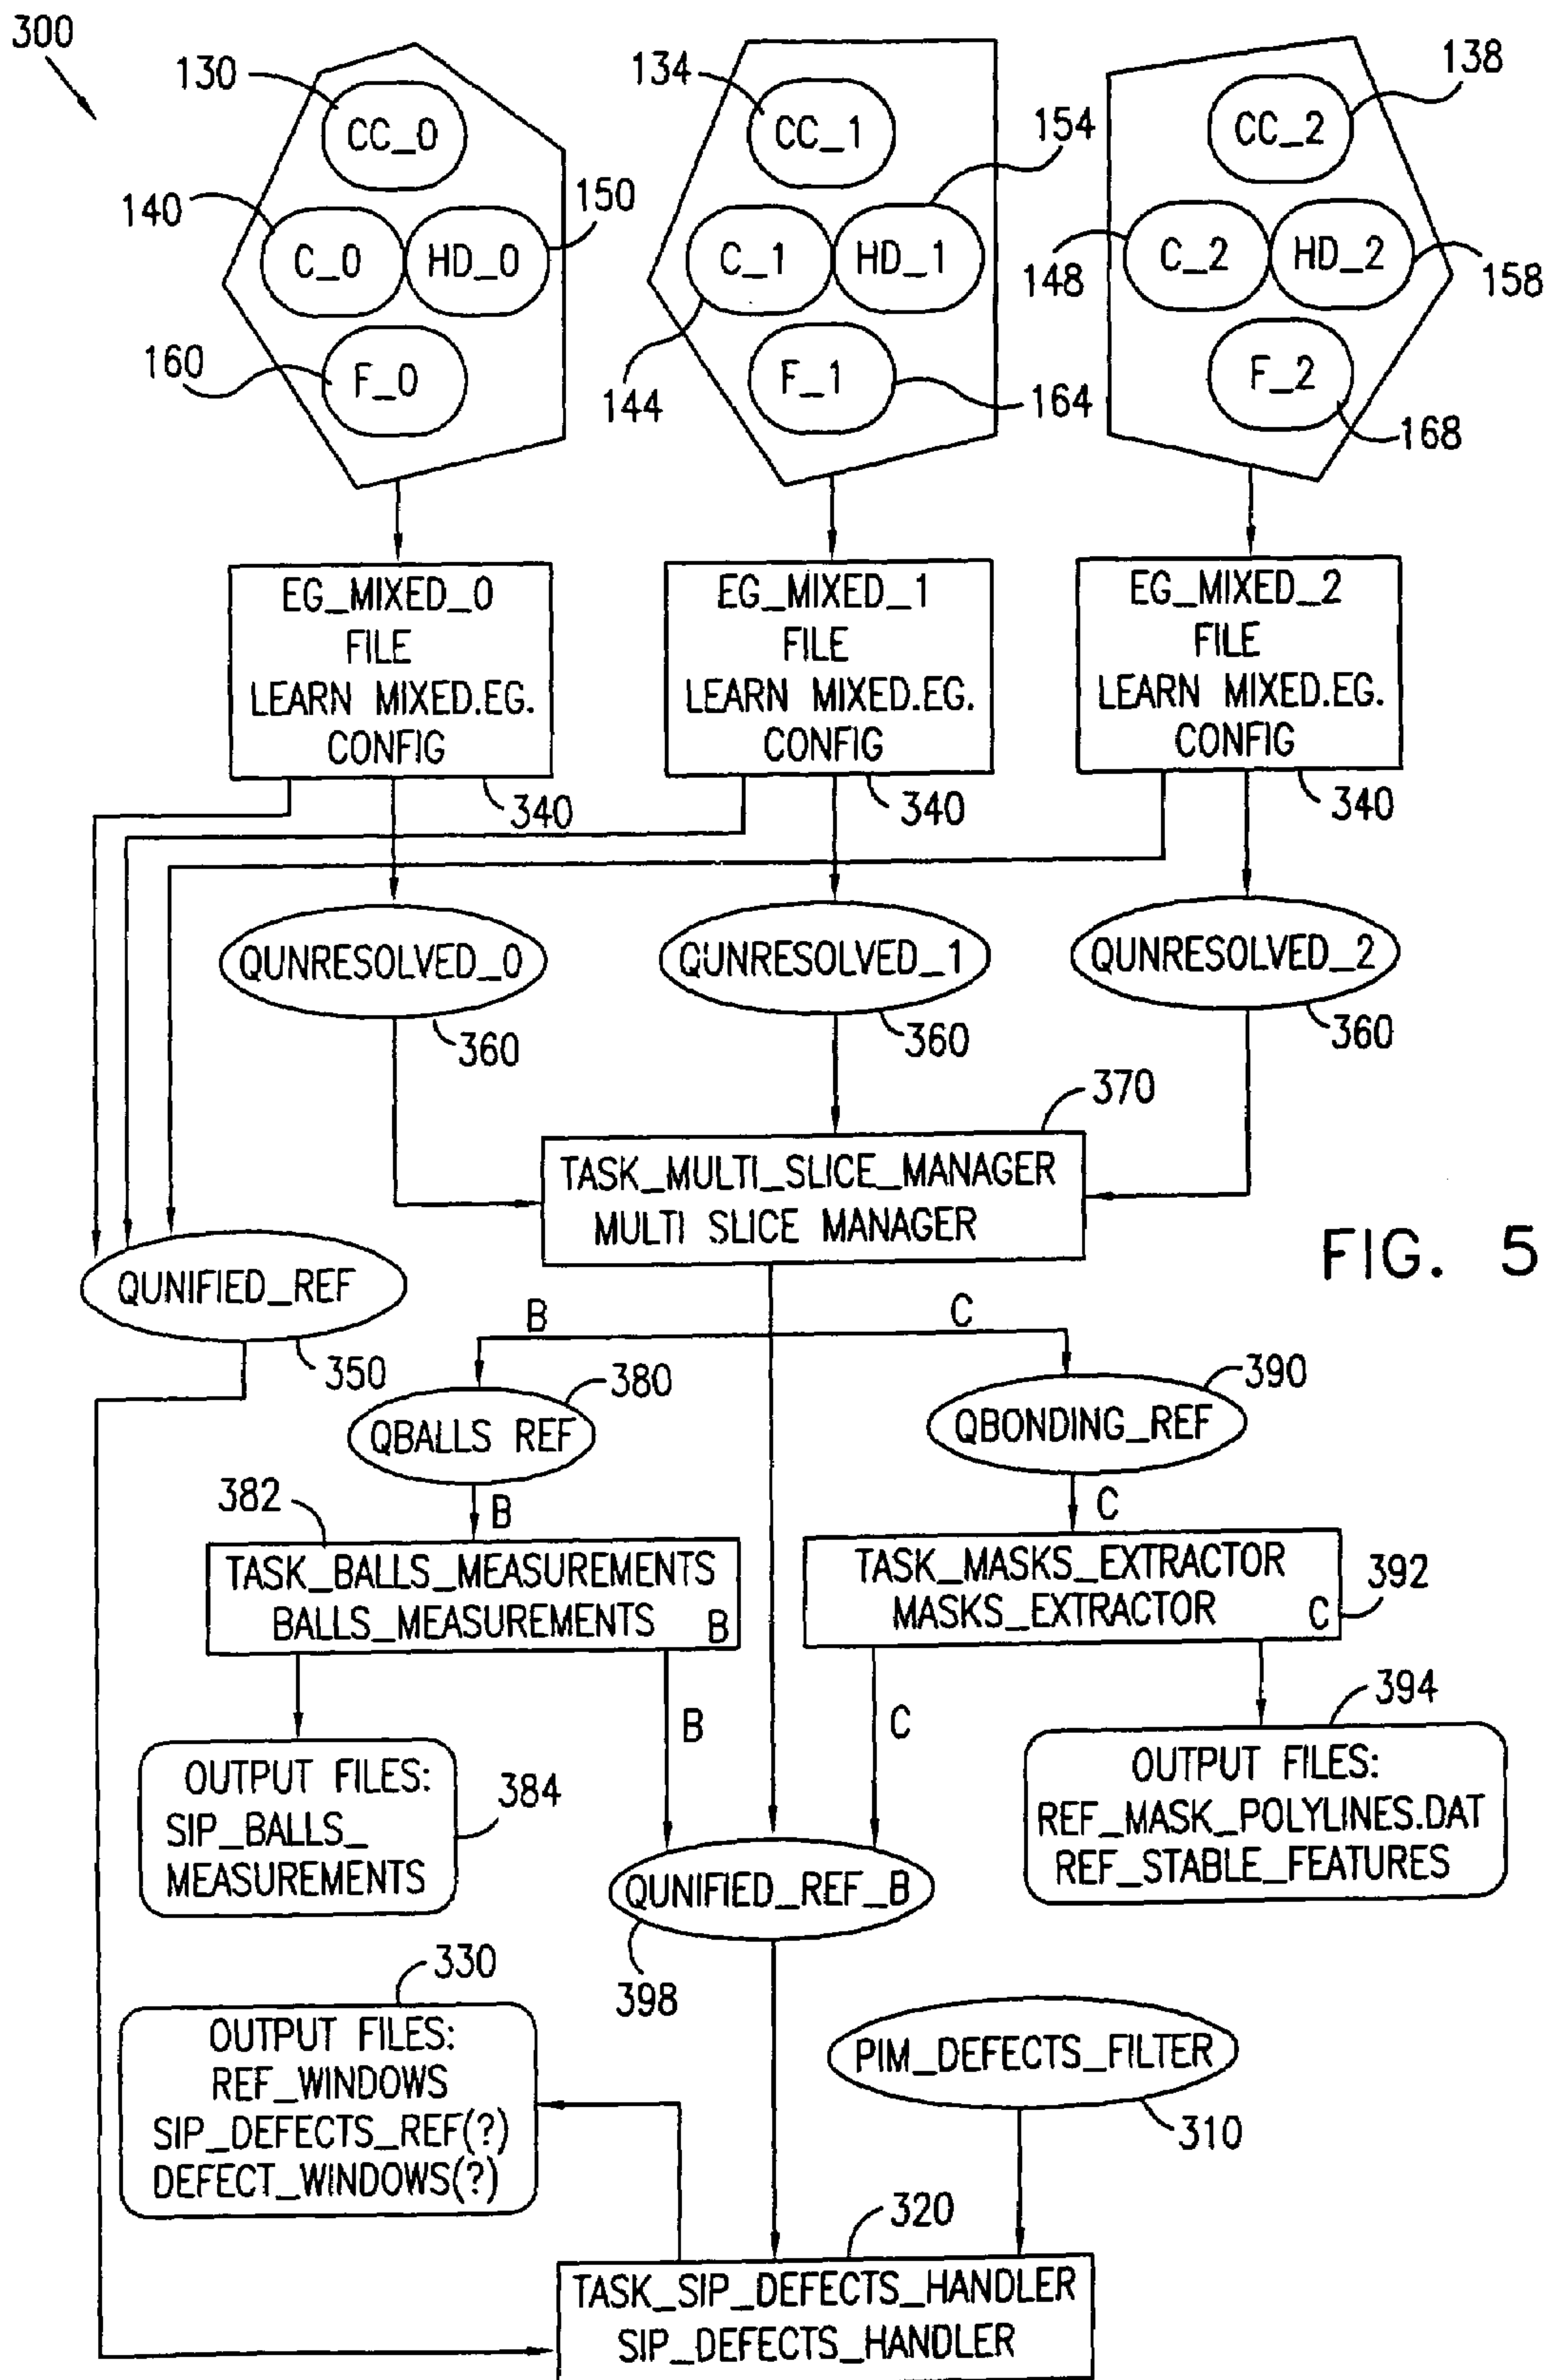 300
130
134
138
CC_0
CC_1
CC_2
154
140
150
C_0
HD_0
C_1
HD_1
C_2
HD_2
148
158
160
F_0
144
F_1
164
F_2
168
EG_MIXED_0
FILE
LEARN MIXED.EG.
CONFIG
340
EG_MIXED_1
FILE
LEARN MIXED.EG.
CONFIG
340
EG_MIXED_2
FILE
LEARN MIXED.EG.
CONFIG
340
QUNRESOLVED_0
360
QUNRESOLVED_1
360
QUNRESOLVED_2
360
370
TASK_MULTI_SLICE_MANAGER
MULTI SLICE MANAGER
FIG. 5
QUNIFIED_REF
350
B
C
380
QBALLS REF
390
QBONDING_REF
B
C
382
TASK_BALLS_MEASUREMENTS
BALLS_MEASUREMENTS B
TASK_MASKS_EXTRACTOR
MASKS_EXTRACTOR C
392
B
C
OUTPUT FILES:
SIP_BALLS_
MEASUREMENTS
384
394
OUTPUT FILES:
REF_MASK_POLYLINES.DAT
REF_STABLE_FEATURES
QUNIFIED_REF_B
398
330
OUTPUT FILES:
REF_WINDOWS
SIP_DEFECTS_REF(?)
DEFECT_WINDOWS(?)
PIM_DEFECTS_FILTER
310
320
TASK_SIP_DEFECTS_HANDLER
SIP_DEFECTS_HANDLER